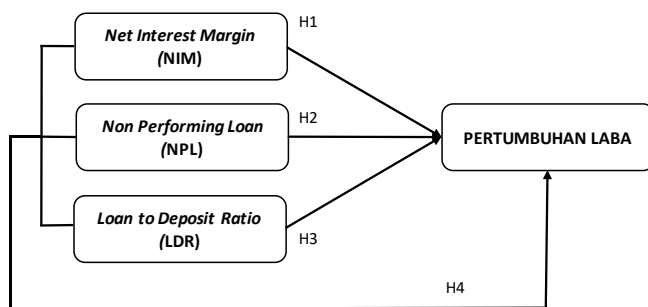 Net Interest Margin
(NIM)
H1
Non Performing Loan
(NPL)
H2
PERTUMBUHAN LABA
Loan to Deposit Ratio
(LDR)
H3
H4